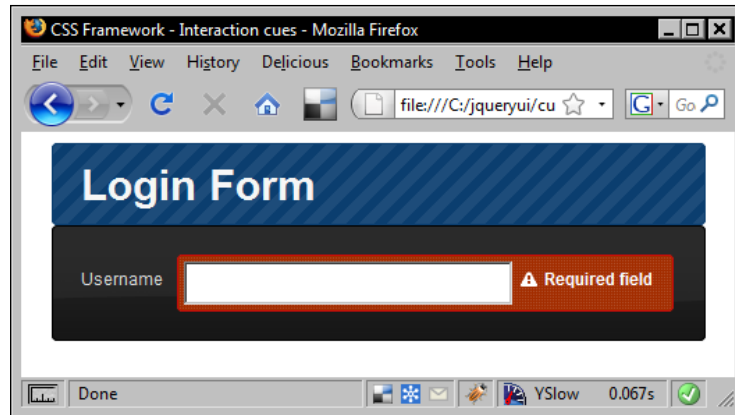 CSS Framework - Interaction cues - Mozilla Firefox
File Edit View History Delicious Bookmarks Tools Help
file:///C:/jqueryui/cu G Go
Login Form
Username Required field
Done YSlow 0.067s